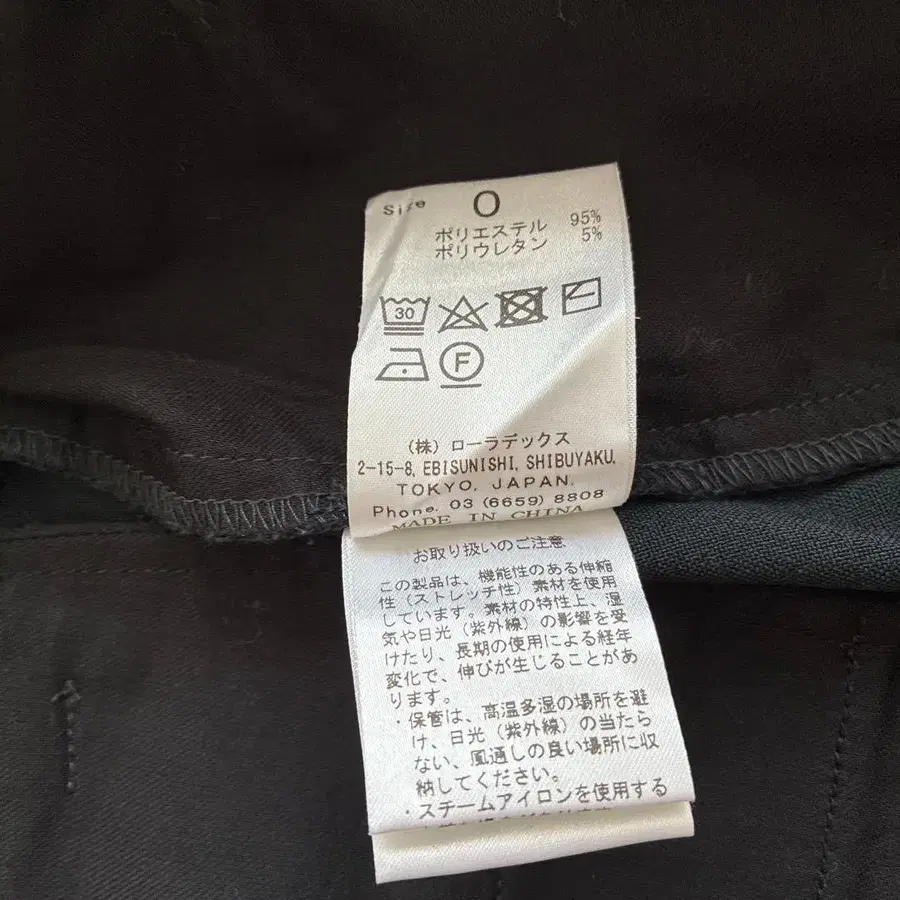 Size 0
ポリエステル 95%
ポリウレタン 5%
30
F
(株) ローラデックス
2-15-8, EBISUNISHI, SHIBUYAKU,
TOKYO, JAPAN.
Phone. 03 (6659) 8808
MADE IN CHINA
お取り扱いのご注意
この製品は、機能性のある伸縮
性(ストレッチ性)素材を使用
しています。素材の特性上、湿
気や日光(紫外線)の影響を受
けたり、長期の使用による経年
変化で、伸びが生じることがあ
ります。
・保管は、高温多湿の場所を避
け、日光(紫外線)の当たら
ない、風通しの良い場所に収
納してください。
・スチームアイロンを使用する